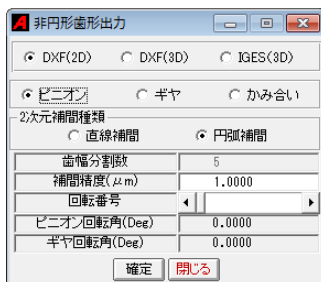 非円形歯形出力
DXF(2D) DXF(3D) IGES(3D)
ピニオン ギヤ かみ合い
2次元補間種類
直線補間 円弧補間
歯幅分割数 5
補間精度(μm) 1.0000
回転番号
ピニオン回転角(Deg) 0.0000
ギヤ回転角(Deg) 0.0000
確定 閉じる